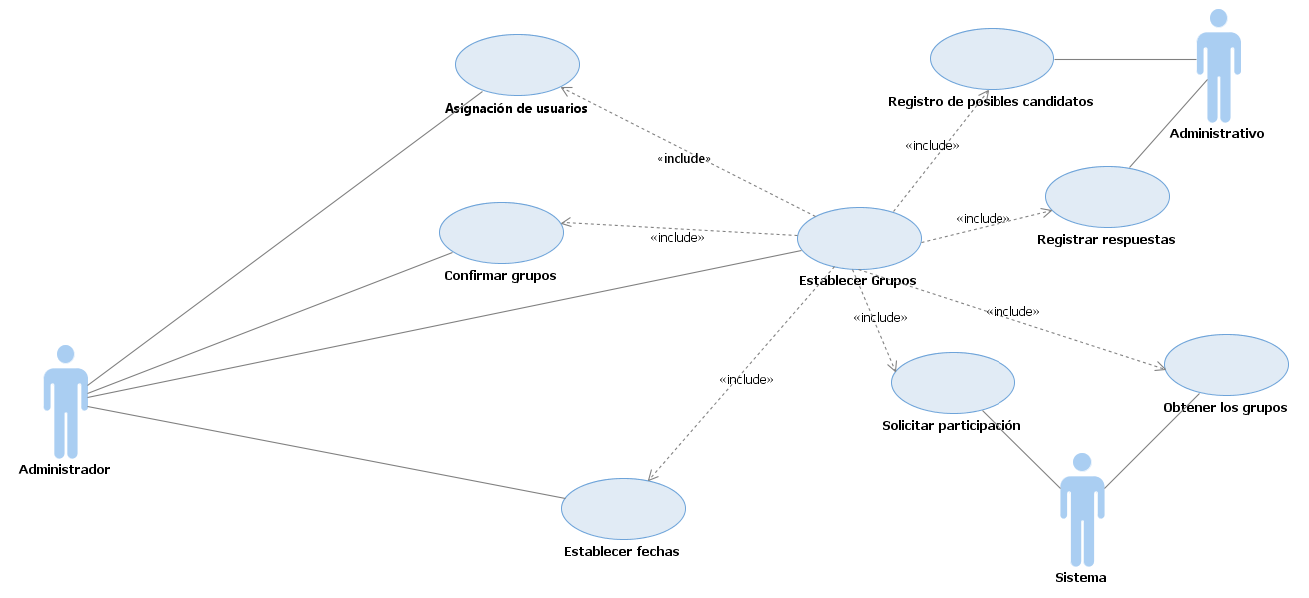 Asignación de usuarios
Registro de posibles candidatos
Administrativo
«include»
«include»
«include»
Registrar respuestas
«include»
Confirmar grupos
Establecer Grupos
«include»
«include»
«include»
Obtener los grupos
Solicitar participación
Administrador
Establecer fechas
Sistema